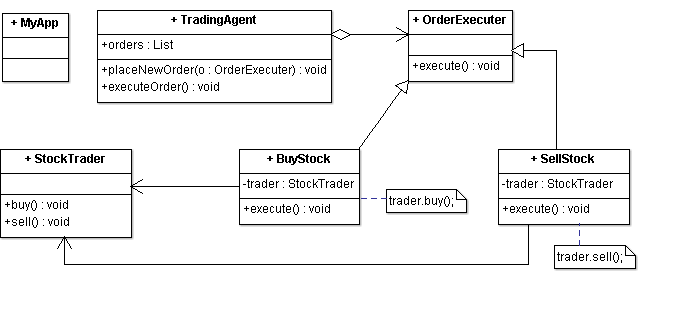 + MyApp
+ TradingAgent
+orders : List
+placeNewOrder(o : OrderExecuter) : void
+executeOrder() : void
+ OrderExecuter
+execute() : void
+ StockTrader
+buy() : void
+sell() : void
+ BuyStock
-trader : StockTrader
+execute() : void
trader.buy();
+ SellStock
-trader : StockTrader
+execute() : void
trader.sell();